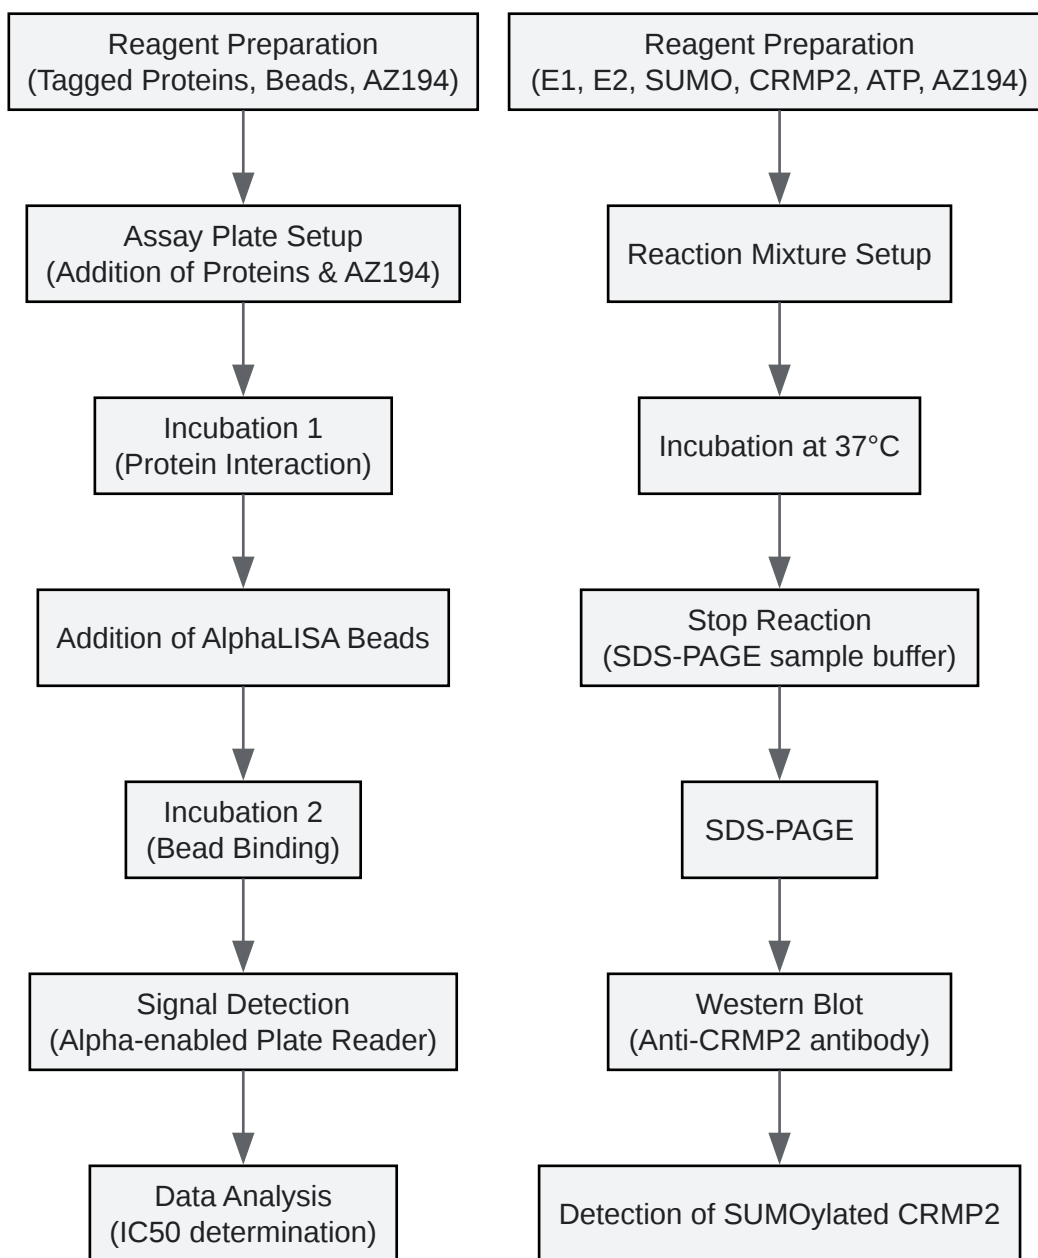 Reagent Preparation
(Tagged Proteins, Beads, AZ194)
Assay Plate Setup
(Addition of Proteins & AZ194)
Incubation 1
(Protein Interaction)
Addition of AlphaLISA Beads
Incubation 2
(Bead Binding)
Signal Detection
(Alpha-enabled Plate Reader)
Data Analysis
(IC50 determination)
Reagent Preparation
(E1, E2, SUMO, CRMP2, ATP, AZ194)
Reaction Mixture Setup
Incubation at 37°C
Stop Reaction
(SDS-PAGE sample buffer)
SDS-PAGE
Western Blot
(Anti-CRMP2 antibody)
Detection of SUMOylated CRMP2